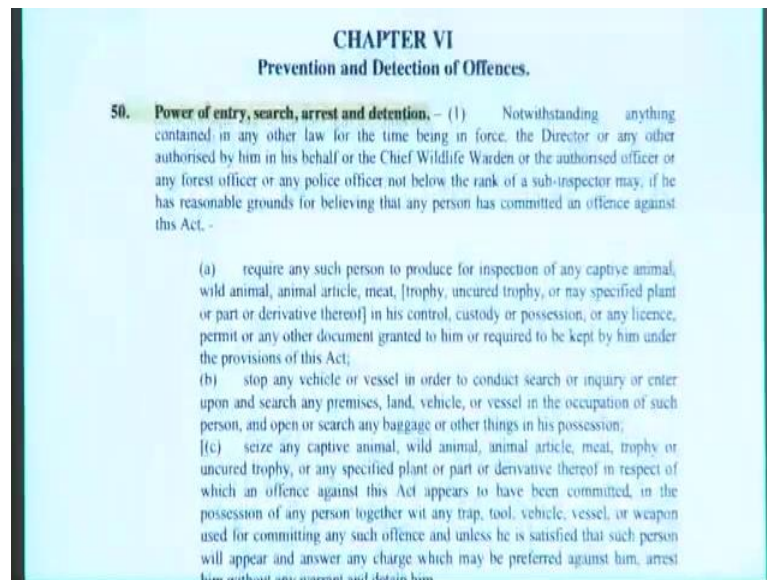 CHAPTER VI
Prevention and Detection of Offences.
50. Power of entry, search, arrest and detention, – (1) Notwithstanding anything
contained in any other law for the time being in force, the Director or any other
authorised by him in his behalf or the Chief Wildlife Warden or the authorised officer or
any forest officer or any police officer not below the rank of a sub-inspector may, if he
has reasonable grounds for believing that any person has committed an offence against
this Act, -
(a) require any such person to produce for inspection of any captive animal,
wild animal, animal article, meat, [trophy, uncured trophy, or nay specified plant
or part or derivative thereof] in his control, custody or possession, or any licence,
permit or any other document granted to him or required to be kept by him under
the provisions of this Act;
(b) stop any vehicle or vessel in order to conduct search or inquiry or enter
upon and search any premises, land, vehicle, or vessel in the occupation of such
person, and open or search any baggage or other things in his possession;
[(c) seize any captive animal, wild animal, animal article, meat, trophy or
uncured trophy, or any specified plant or part or derivative thereof in respect of
which an offence against this Act appears to have been committed, in the
possession of any person together wit any trap, tool, vehicle, vessel, or weapon
used for committing any such offence and unless he is satisfied that such person
will appear and answer any charge which may be preferred against him, arrest
him without any warrant and detain him